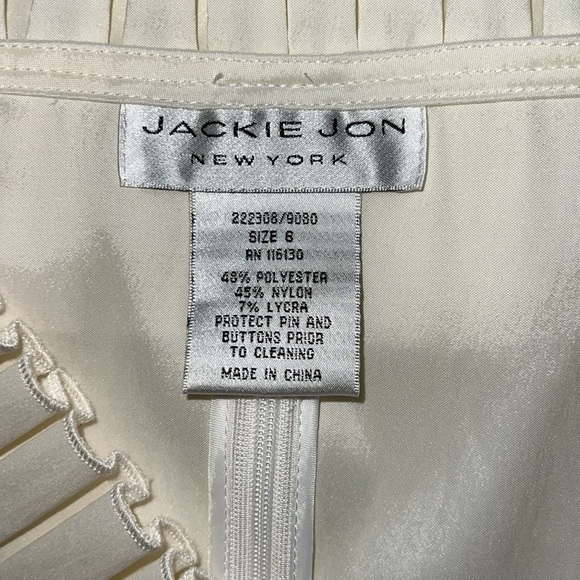 JACKIE JON
NEW YORK
222308/9080
SIZE 6
RN 116130
48% POLYESTER
45% NYLON
7% LYCRA
PROTECT PIN AND
BUTTONS PRIOR
TO CLEANING
MADE IN CHINA